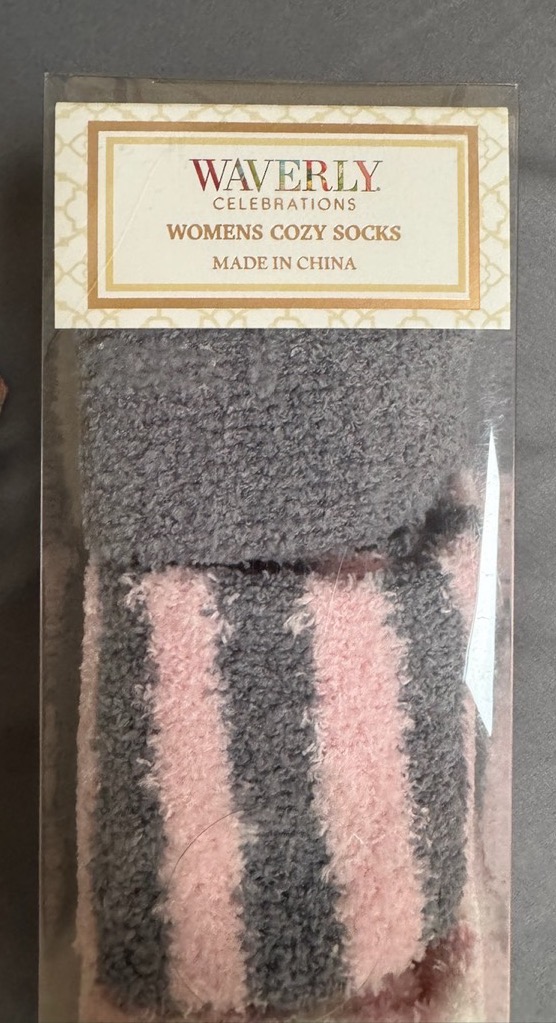 WAVERLY
CELEBRATIONS
WOMENS COZY SOCKS
MADE IN CHINA